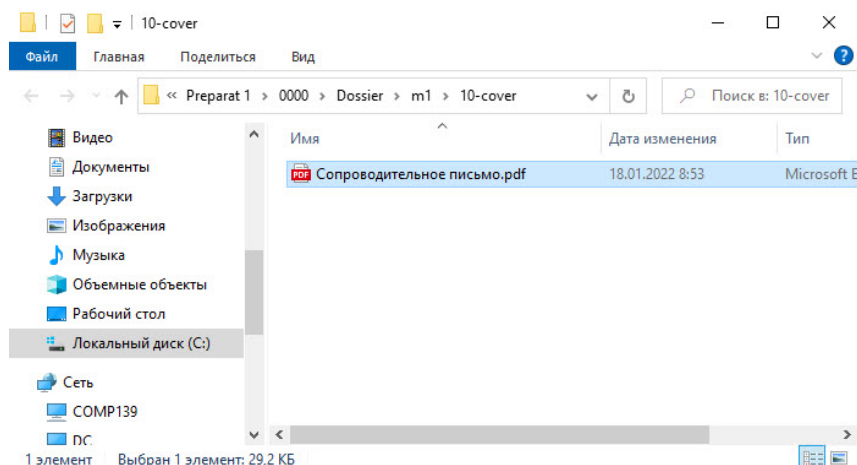 10-cover
Файл Главная Поделиться Вид
« Preparat 1 > 0000 > Dossier > m1 > 10-cover Поиск в: 10-cover
Имя Дата изменения Тип
Видео
Сопроводительное письмо.pdf 18.01.2022 8:53 Microsoft E
Документы
Загрузки
Изображения
Музыка
Объемные объекты
Рабочий стол
Локальный диск (C:)
Сеть
COMP139
DC
1 элемент Выбран 1 элемент: 29,2 КБ